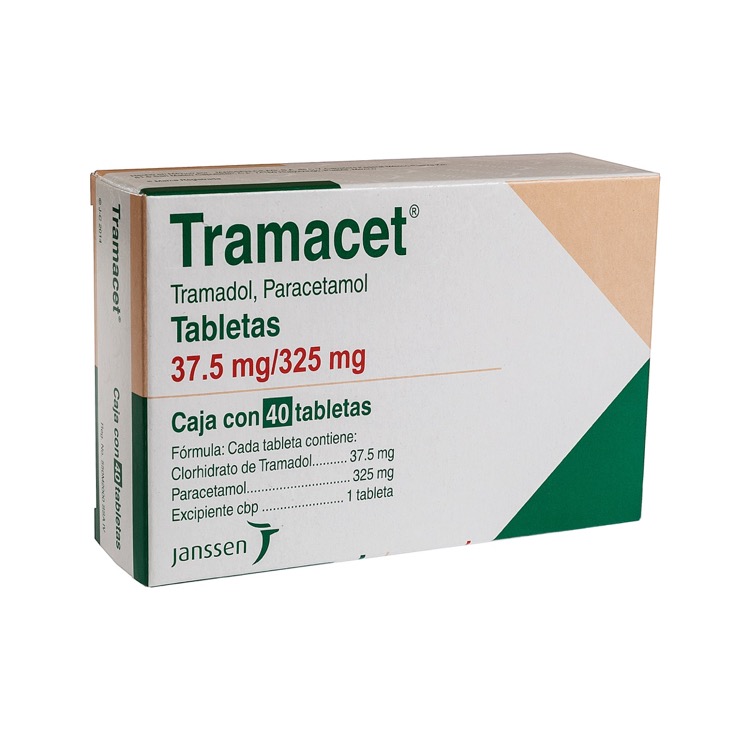 Tramacet®
Tramadol, Paracetamol
Tabletas
37.5 mg/325 mg
Caja con 40 tabletas
Fórmula: Cada tableta contiene:
Clorhidrato de Tramadol.......... 37.5 mg
Paracetamol............................. 325 mg
Excipiente cbp ....................... 1 tableta
janssen
Tramacet®
Caja con 40 tabletas
® J-C 2014